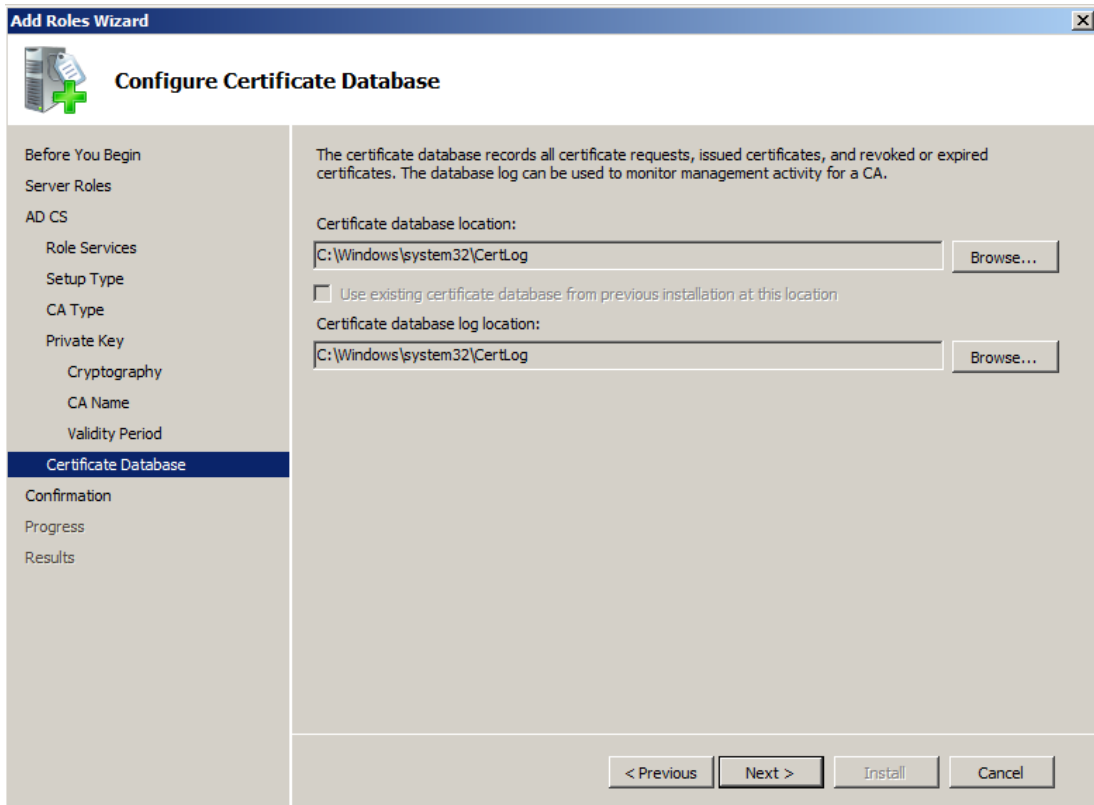 Add Roles Wizard
Configure Certificate Database
Before You Begin
Server Roles
AD CS
Role Services
Setup Type
CA Type
Private Key
Cryptography
CA Name
Validity Period
Certificate Database
Confirmation
Progress
Results
The certificate database records all certificate requests, issued certificates, and revoked or expired
certificates. The database log can be used to monitor management activity for a CA.
Certificate database location:
C:\Windows\system32\CertLog
Browse...
Use existing certificate database from previous installation at this location
Certificate database log location:
C:\Windows\system32\CertLog
Browse...
< Previous
Next >
Install
Cancel